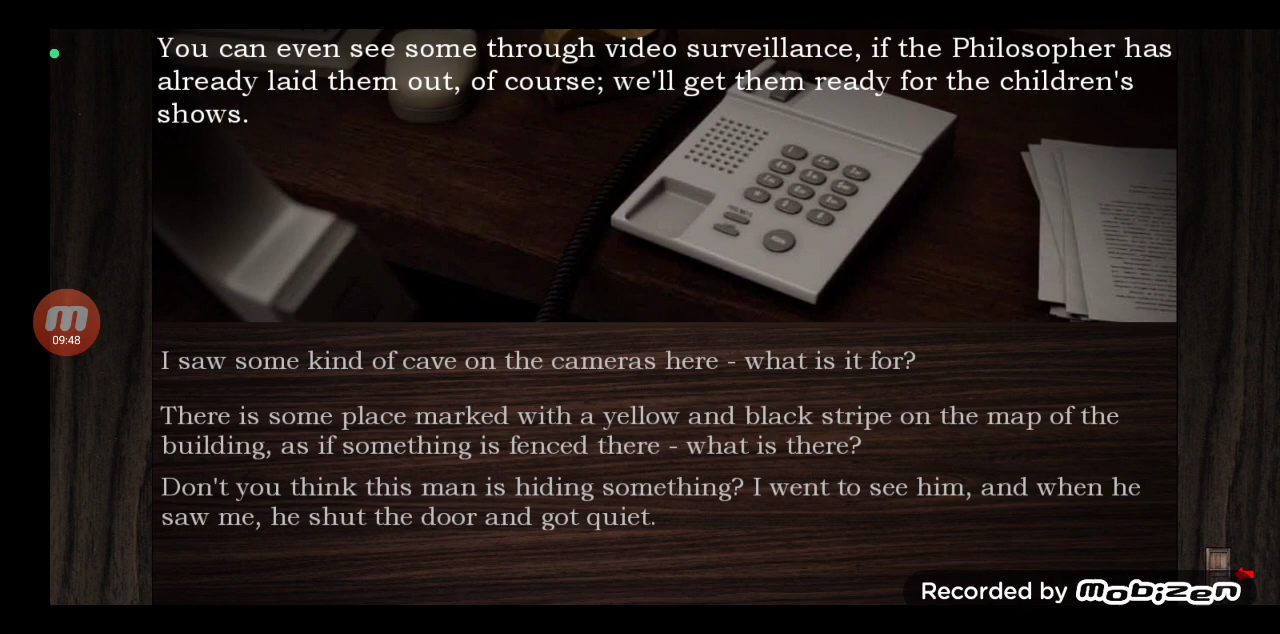 You can even see some through video surveillance, if the Philosopher has
already laid them out, of course; we'll get them ready for the children's
shows.
I saw some kind of cave on the cameras here - what is it for?
There is some place marked with a yellow and black stripe on the map of the
building, as if something is fenced there - what is there?
Don't you think this man is hiding something? I went to see him, and when he
saw me, he shut the door and got quiet.
09:48
Recorded by mobizen